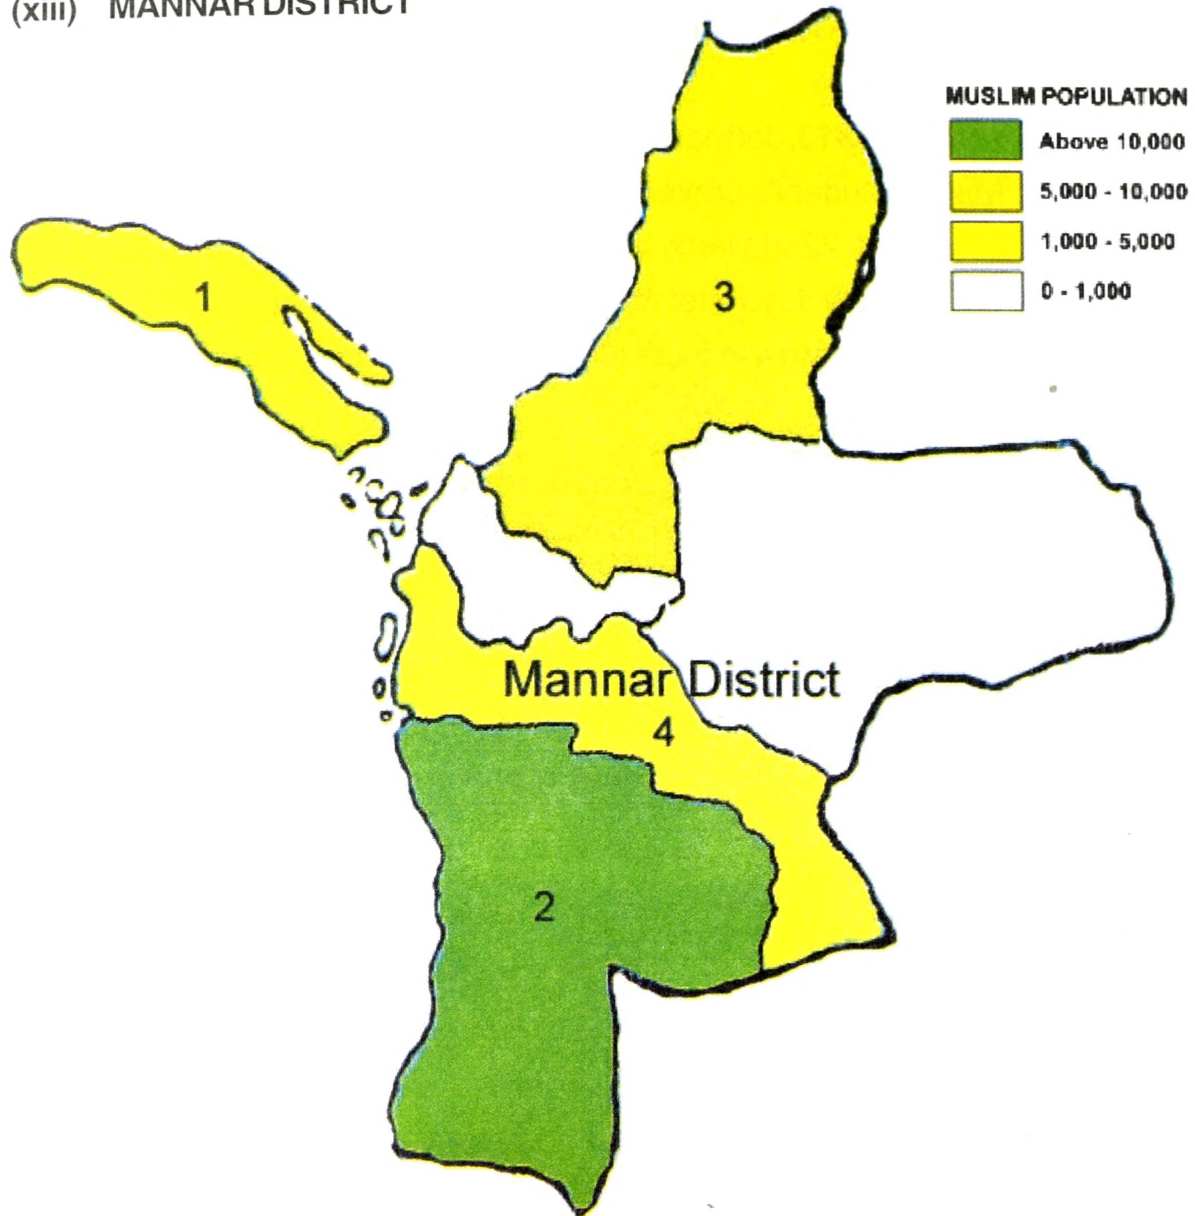 (xiii) MANNAR DISTRICT
MUSLIM POPULATION
Above 10,000
5,000 - 10,000
1,000 - 5,000
0 - 1,000
1
3
Mannar District
4
2